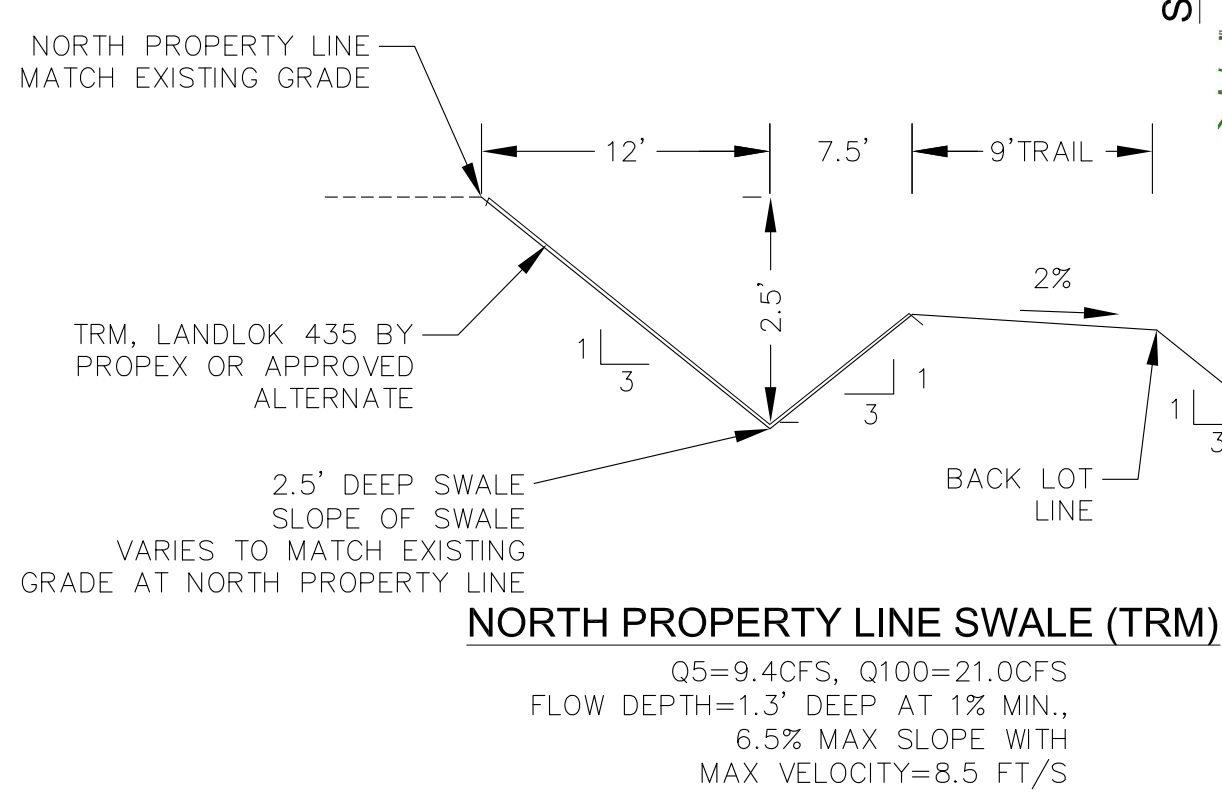 S
NORTH PROPERTY LINE
MATCH EXISTING GRADE
12'
7.5'
9'TRAIL
2.5'
2%
TRM, LANDLOK 435 BY
PROPEX OR APPROVED
ALTERNATE
1
3
1
3
1
3
2.5' DEEP SWALE
SLOPE OF SWALE
VARIES TO MATCH EXISTING
GRADE AT NORTH PROPERTY LINE
BACK LOT
LINE
NORTH PROPERTY LINE SWALE (TRM)
Q5=9.4CFS, Q100=21.0CFS
FLOW DEPTH=1.3' DEEP AT 1% MIN.,
6.5% MAX SLOPE WITH
MAX VELOCITY=8.5 FT/S